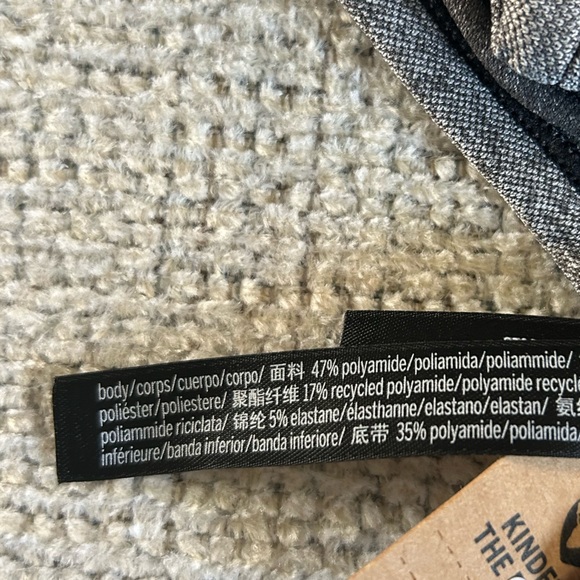 body/corps/cuerpo/corpo/ 面料 47% polyamide/poliamida/poliammide/
poliéster/poliestere/ 聚酯纤维 17% recycled polyamide/polyamide recyc
poliammide riciclata/ 锦纶 5% elastane/élasthanne/elastano/elastan/ 氨
inférieure/banda inferior/banda inferiore/ 底带 35% polyamide/poliamida/
KIND
THE